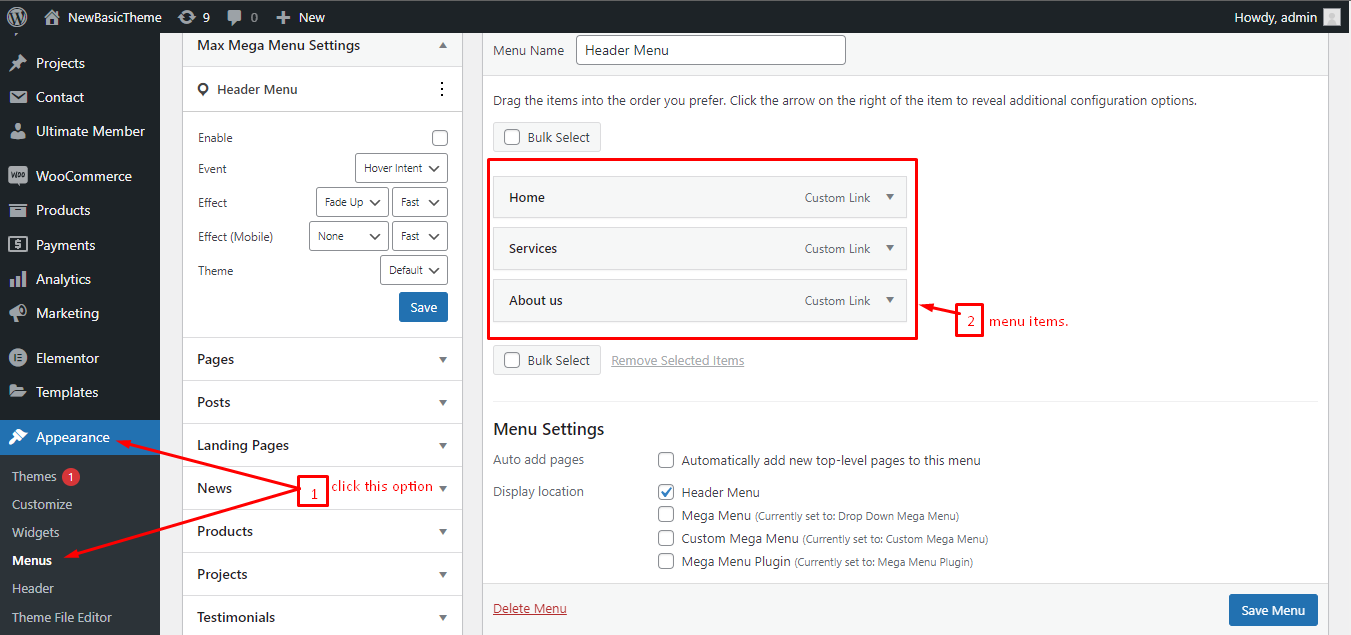 NewBasicTheme 9 0 New Howdy, admin
Projects
Contact
Ultimate Member
WooCommerce
Products
Payments
Analytics
Marketing
Elementor
Templates
Appearance
Themes 1
Customize
Widgets
Menus
Header
Theme File Editor
Max Mega Menu Settings
Header Menu
Enable
Event Hover Intent
Effect Fade Up Fast
Effect (Mobile) None Fast
Theme Default
Save
Pages
Posts
Landing Pages
News
Products
Projects
Testimonials
1 click this option
Menu Name Header Menu
Drag the items into the order you prefer. Click the arrow on the right of the item to reveal additional configuration options.
Bulk Select
Home Custom Link
Services Custom Link
About us Custom Link
2 menu items.
Bulk Select Remove Selected Items
Menu Settings
Auto add pages Automatically add new top-level pages to this menu
Display location Header Menu
Mega Menu (Currently set to: Drop Down Mega Menu)
Custom Mega Menu (Currently set to: Custom Mega Menu)
Mega Menu Plugin (Currently set to: Mega Menu Plugin)
Delete Menu Save Menu